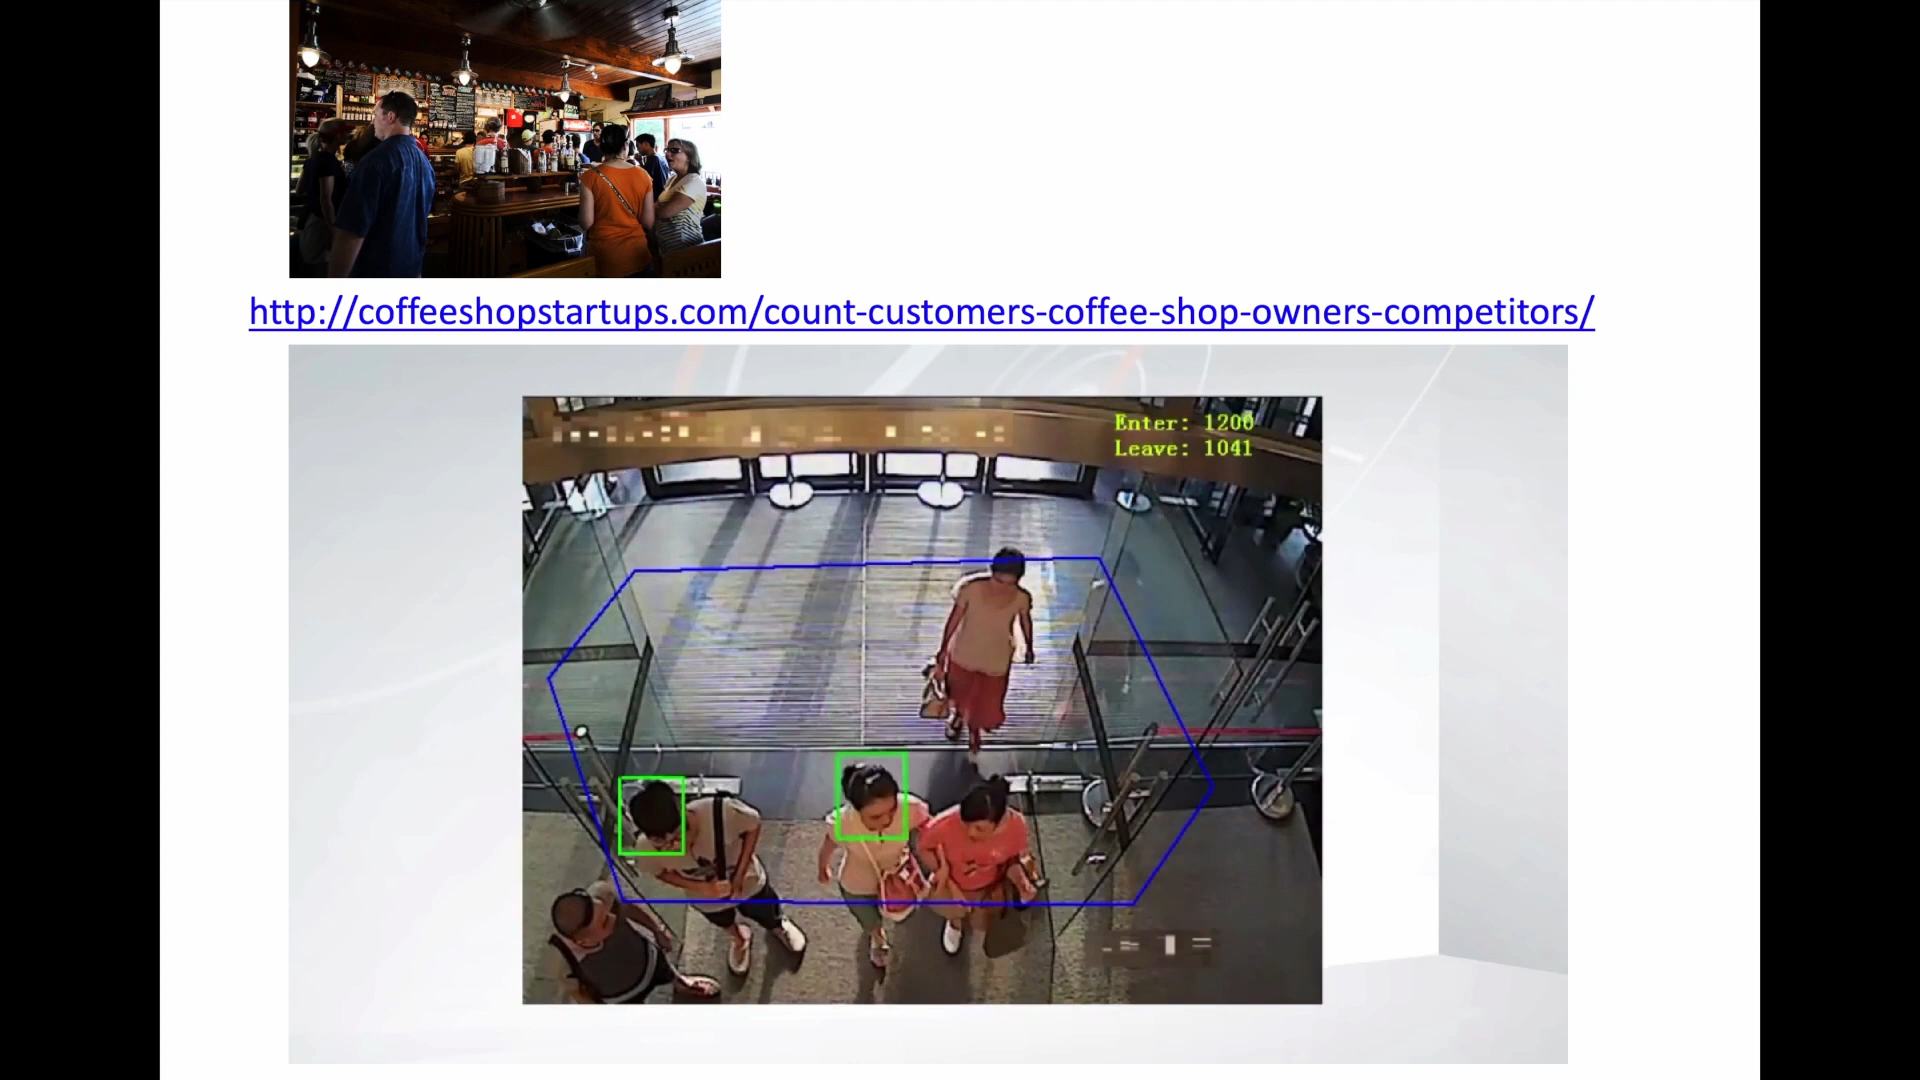 http://coffeeshopstartups.com/count-customers-coffee-shop-owners-competitors/
Enter: 1200
Leave: 1041